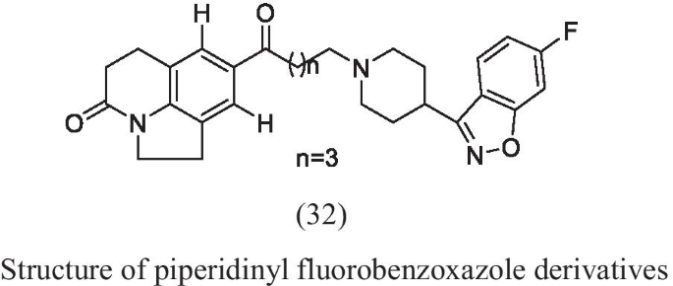 H
O
F
( )n
N
O
N
H
N
O
n=3
(32)
Structure of piperidinyl fluorobenzoxazole derivatives